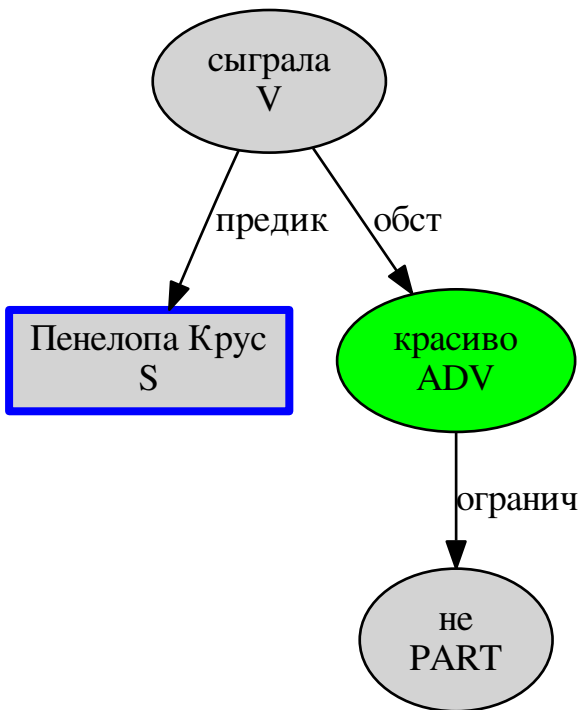 сыграла
V
предик
обст
Пенелопа Крус
S
красиво
ADV
огранич
не
PART